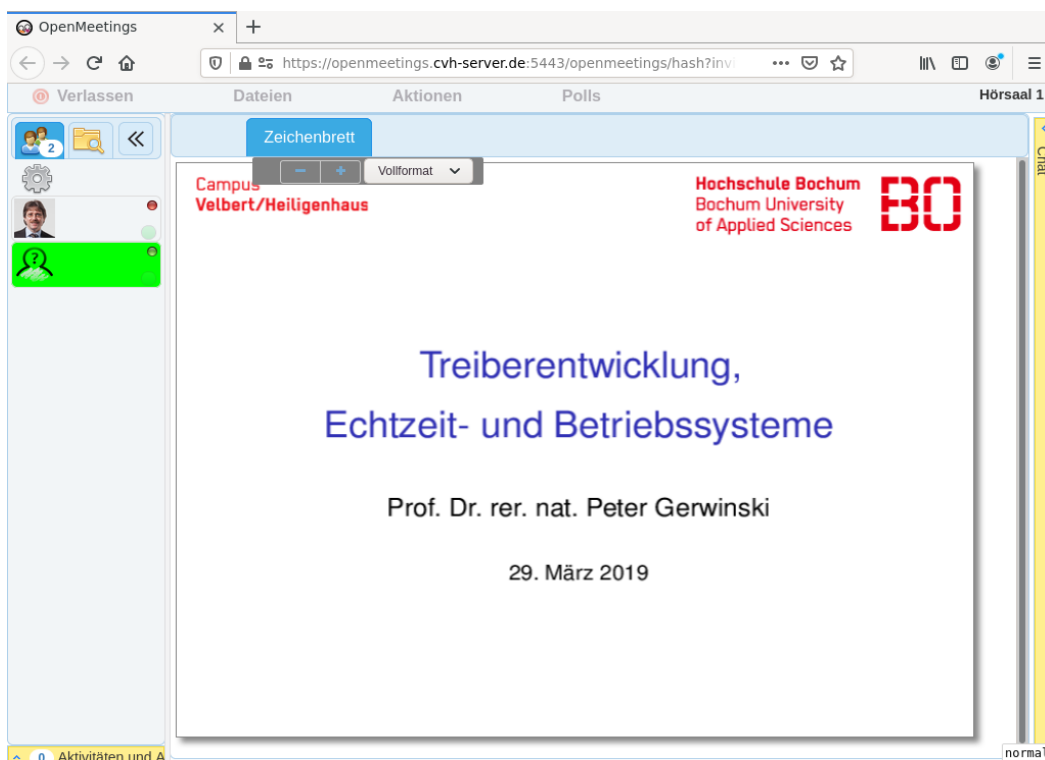 OpenMeetings
https://openmeetings.cvh-server.de:5443/openmeetings/hash?inv
Verlassen Dateien Aktionen Polls Hörsaal 1
2
Zeichenbrett
Chat
Vollformat
Campus
Velbert/Heiligenhaus
Hochschule Bochum
Bochum University
of Applied Sciences
BO
Treiberentwicklung,
Echtzeit- und Betriebssysteme
Prof. Dr. rer. nat. Peter Gerwinski
29. März 2019
0 Aktivitäten und A
normal